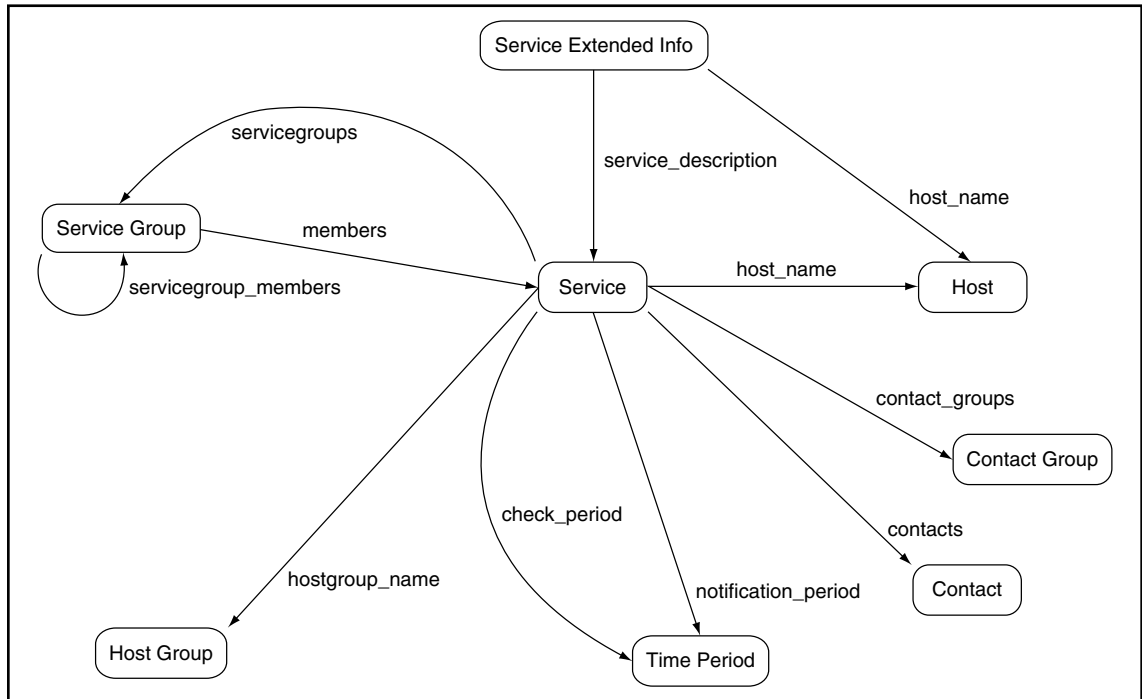 Service Extended Info
servicegroups
service_description
host_name
Service Group
members
servicegroup_members
host_name
Service
Host
contact_groups
Contact Group
check_period
contacts
hostgroup_name
notification_period
Contact
Host Group
Time Period